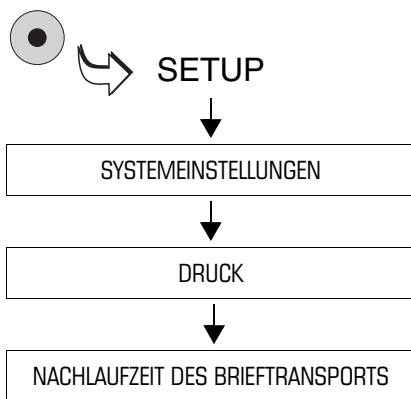 SETUP
SYSTEMEINSTELLUNGEN
DRUCK
NACHLAUFZEIT DES BRIEFTRANSPORTS